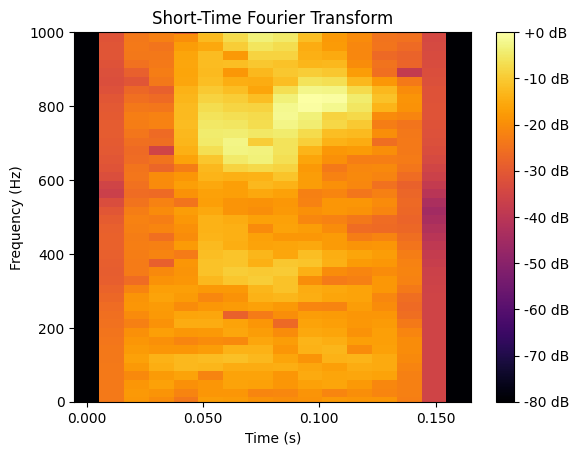 Short-Time Fourier Transform
Frequency (Hz)
1000
800
600
400
200
0
0.000
0.050
0.100
0.150
Time (s)
+0 dB
-10 dB
-20 dB
-30 dB
-40 dB
-50 dB
-60 dB
-70 dB
-80 dB